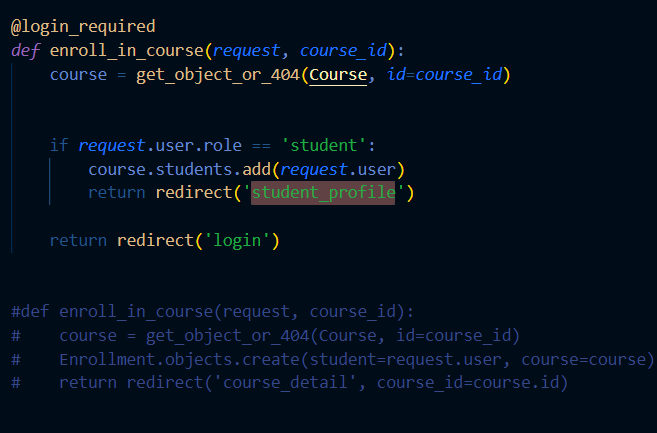 @login_required
def enroll_in_course(request, course_id):
    course = get_object_or_404(Course, id=course_id)
    if request.user.role == 'student':
        course.students.add(request.user)
        return redirect('student_profile')
    return redirect('login')
#def enroll_in_course(request, course_id):
#    course = get_object_or_404(Course, id=course_id)
#    Enrollment.objects.create(student=request.user, course=course)
#    return redirect('course_detail', course_id=course.id)